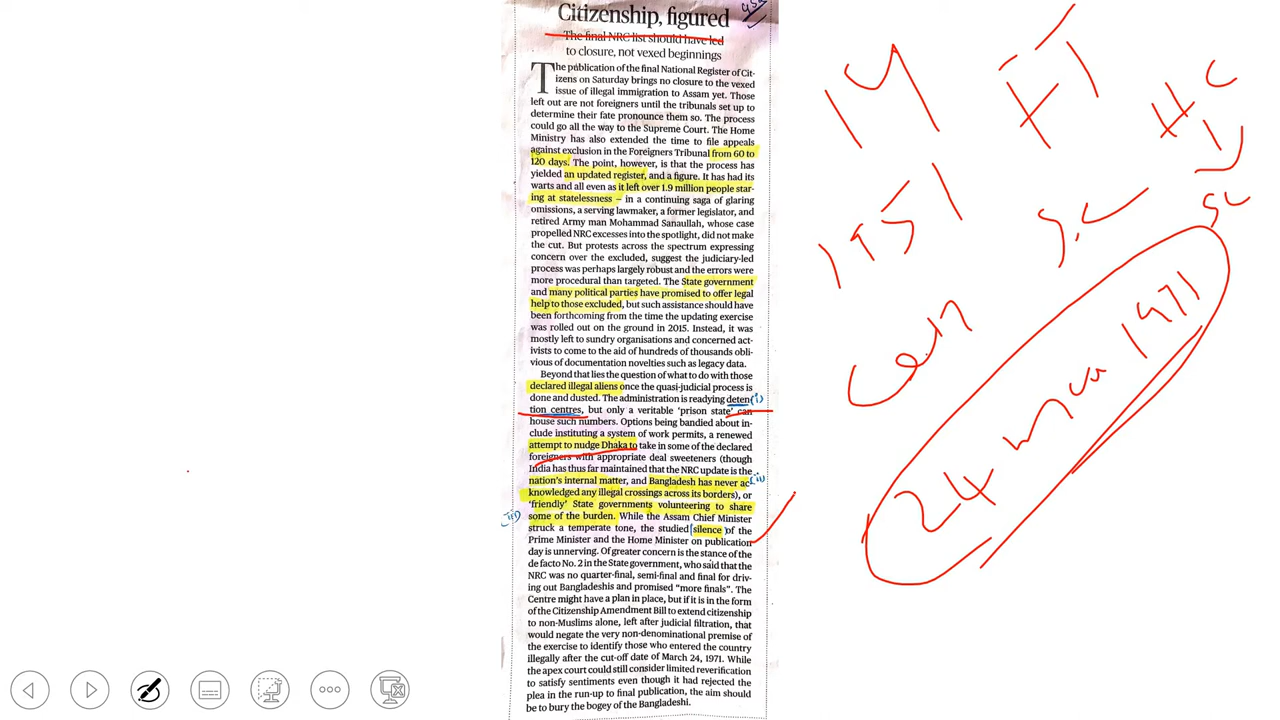 Citizenship, figured
The final NRC list should have led
to closure, not vexed beginnings
The publication of the final National Register of Cit-
izens on Saturday brings no closure to the vexed
issue of illegal immigration to Assam yet. Those
left out are not foreigners until the tribunals set up to
determine their fate pronounce them so. The process
could go all the way to the Supreme Court. The Home
Ministry has also extended the time to file appeals
against exclusion in the Foreigners Tribunal from 60 to
120 days. The point, however, is that the process has
yielded an updated register, and a figure. It has had its
warts and all even as it left over 1.9 million people star-
ing at statelessness – in a continuing saga of glaring
omissions, a serving lawmaker, a former legislator, and
retired Army man Mohammad Sanaullah, whose case
propelled NRC excesses into the spotlight, did not make
the cut. But protests across the spectrum expressing
concern over the excluded, suggest the judiciary-led
process was perhaps largely robust and the errors were
more procedural than targeted. The State government
and many political parties have promised to offer legal
help to those excluded, but such assistance should have
been forthcoming from the time the updating exercise
was rolled out on the ground in 2015. Instead, it was
mostly left to sundry organisations and concerned act-
ivists to come to the aid of hundreds of thousands obli-
vious of documentation novelties such as legacy data.
Beyond that lies the question of what to do with those
declared illegal aliens once the quasi-judicial process is
done and dusted. The administration is readying deten (i)
tion centres, but only a veritable ‘prison state’ can
house such numbers. Options being bandied about in-
clude instituting a system of work permits, a renewed
attempt to nudge Dhaka to take in some of the declared
foreigners with appropriate deal sweeteners (though
India has thus far maintained that the NRC update is the
nation's internal matter, and Bangladesh has never ac (ii)
knowledged any illegal crossings across its borders), or
‘friendly’ State governments volunteering to share
(iii) some of the burden. While the Assam Chief Minister
struck a temperate tone, the studied [silence] of the
Prime Minister and the Home Minister on publication
day is unnerving. Of greater concern is the stance of the
de facto No. 2 in the State government, who said that the
NRC was no quarter-final, semi-final and final for driv-
ing out Bangladeshis and promised “more finals”. The
Centre might have a plan in place, but if it is in the form
of the Citizenship Amendment Bill to extend citizenship
to non-Muslims alone, left after judicial filtration, that
would negate the very non-denominational premise of
the exercise to identify those who entered the country
illegally after the cut-off date of March 24, 1971. While
the apex court could still consider limited reverification
to satisfy sentiments even though it had rejected the
plea in the run-up to final publication, the aim should
be to bury the bogey of the Bangladeshi.
14 FT HC
SC
1951 S.C
24 1971